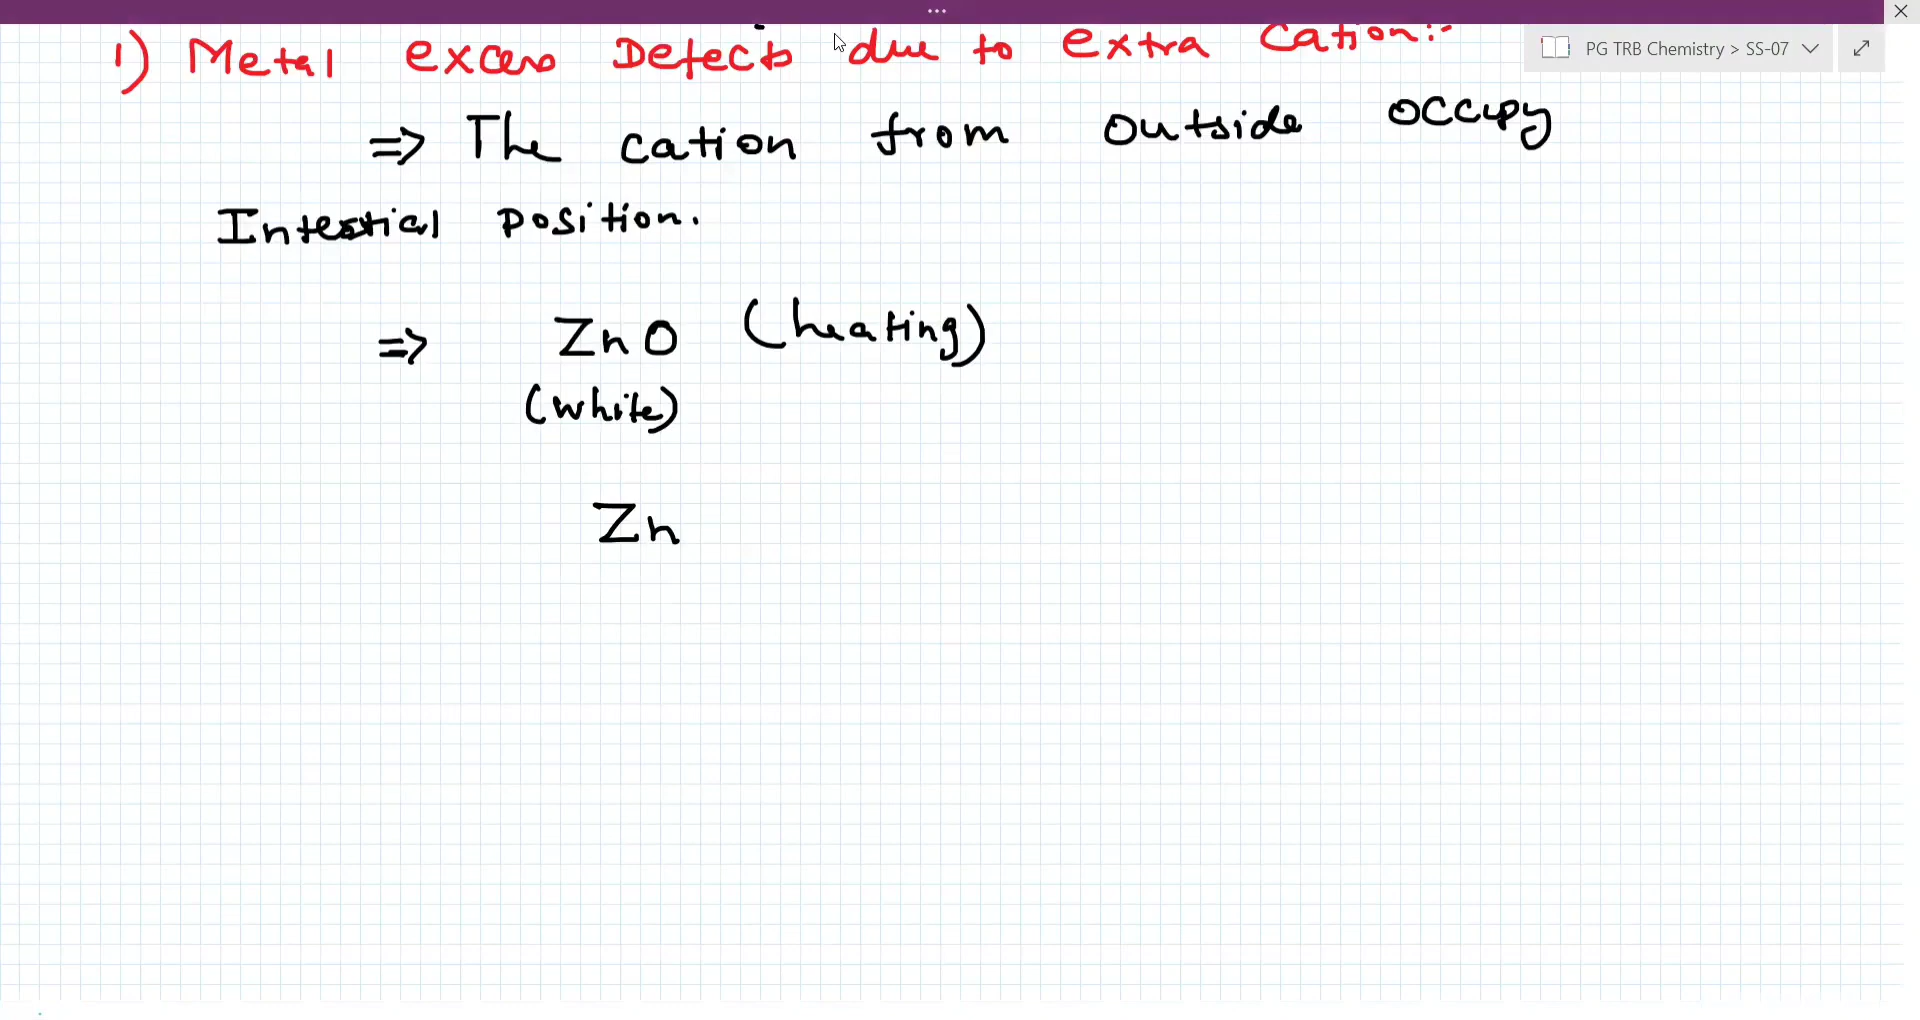 PG TRB Chemistry > SS-07
1) Metal excess Defects due to extra cation:-
=> The cation from outside occupy
Intestial position.
=> ZnO (heating)
(white)
Zn